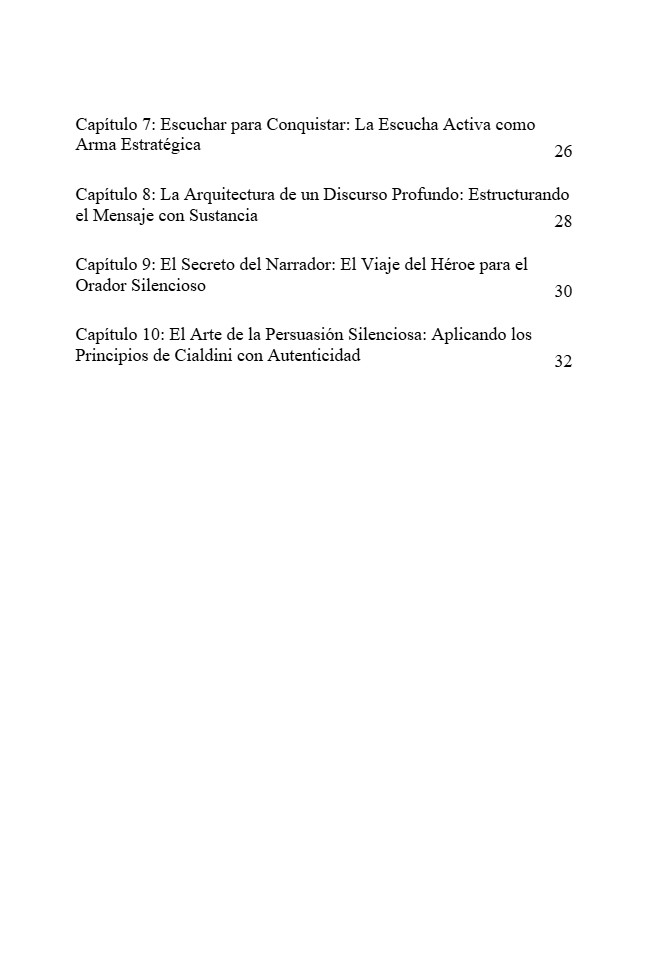 Capítulo 7: Escuchar para Conquistar: La Escucha Activa como
Arma Estratégica 26
Capítulo 8: La Arquitectura de un Discurso Profundo: Estructurando
el Mensaje con Sustancia 28
Capítulo 9: El Secreto del Narrador: El Viaje del Héroe para el
Orador Silencioso 30
Capítulo 10: El Arte de la Persuasión Silenciosa: Aplicando los
Principios de Cialdini con Autenticidad 32